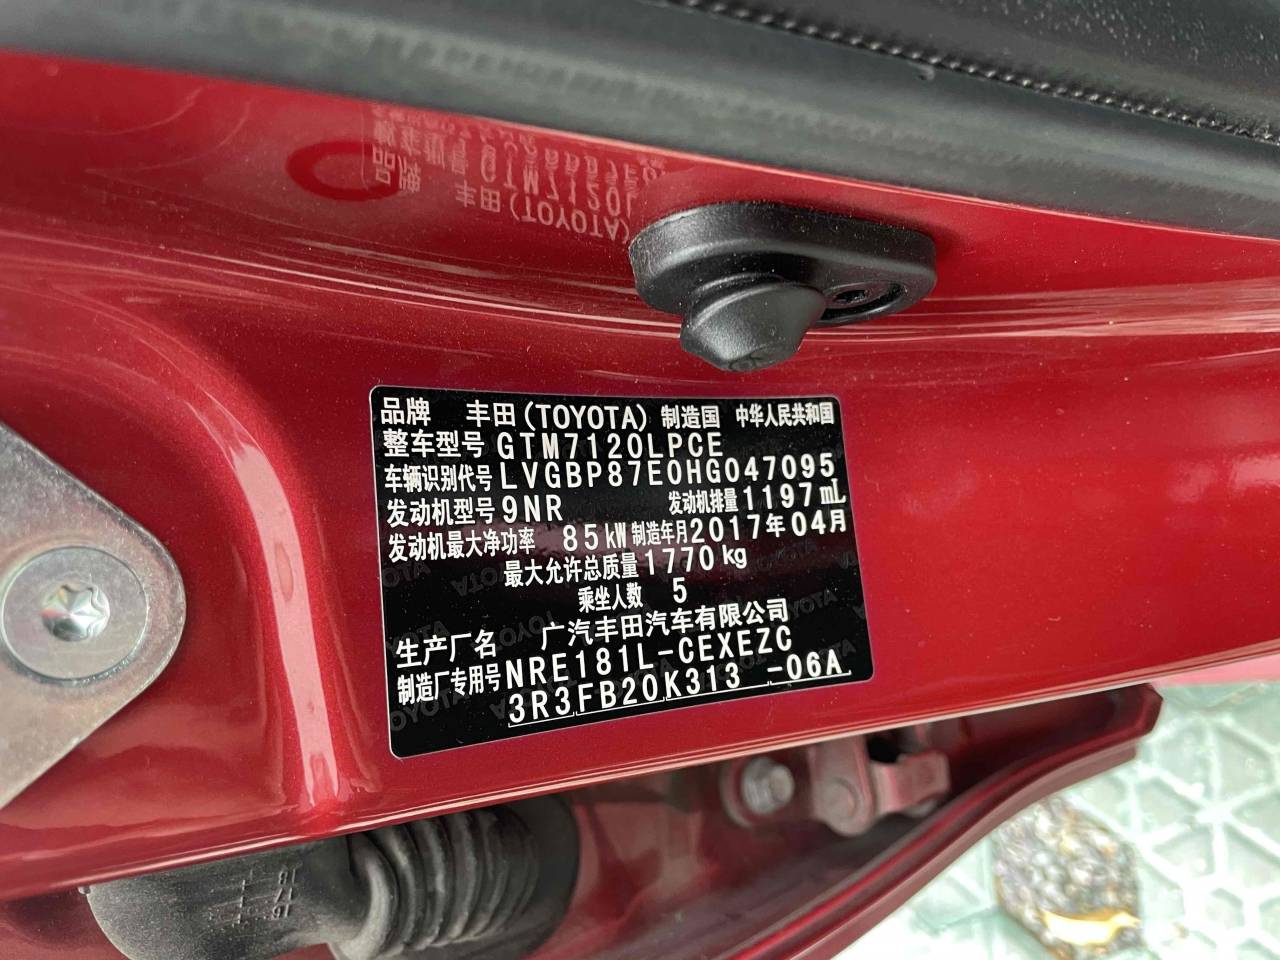 品牌 丰田(TOYOTA) 制造国 中华人民共和国
整车型号 GTM7120LPCE
车辆识别代号 LVGBP87E0HG047095
发动机型号 9NR 发动机排量 1197mL
发动机最大净功率 85kW 制造年月 2017年04月
最大允许总质量 1770kg
乘坐人数 5
生产厂名 广汽丰田汽车有限公司
制造厂专用号 NRE181L-CEXEZC
3R3 FB20 K313 -06A